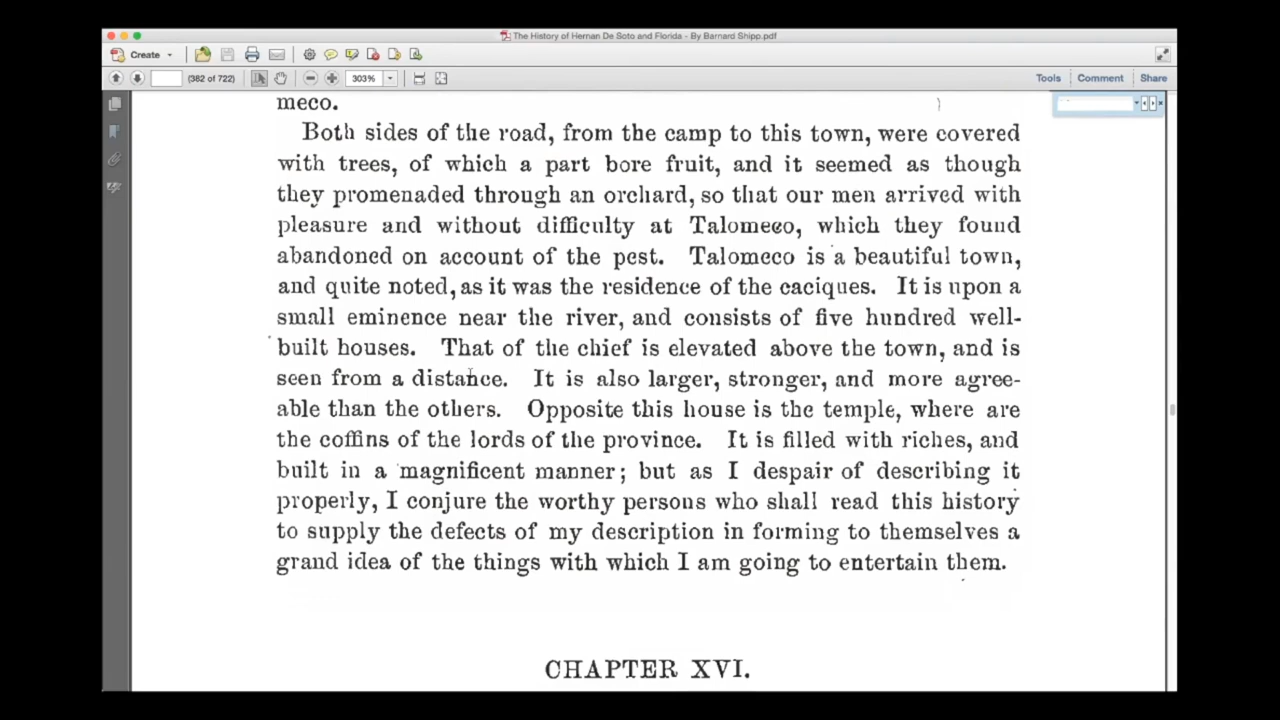 The History of Hernan De Soto and Florida - By Barnard Shipp.pdf
Create
(382 of 722) 303% Tools Comment Share
meco.
Both sides of the road, from the camp to this town, were covered
with trees, of which a part bore fruit, and it seemed as though
they promenaded through an orchard, so that our men arrived with
pleasure and without difficulty at Talomeco, which they found
abandoned on account of the pest. Talomeco is a beautiful town,
and quite noted, as it was the residence of the caciques. It is upon a
small eminence near the river, and consists of five hundred well-
built houses. That of the chief is elevated above the town, and is
seen from a distance. It is also larger, stronger, and more agree-
able than the others. Opposite this house is the temple, where are
the coffins of the lords of the province. It is filled with riches, and
built in a magnificent manner; but as I despair of describing it
properly, I conjure the worthy persons who shall read this history
to supply the defects of my description in forming to themselves a
grand idea of the things with which I am going to entertain them.
CHAPTER XVI.